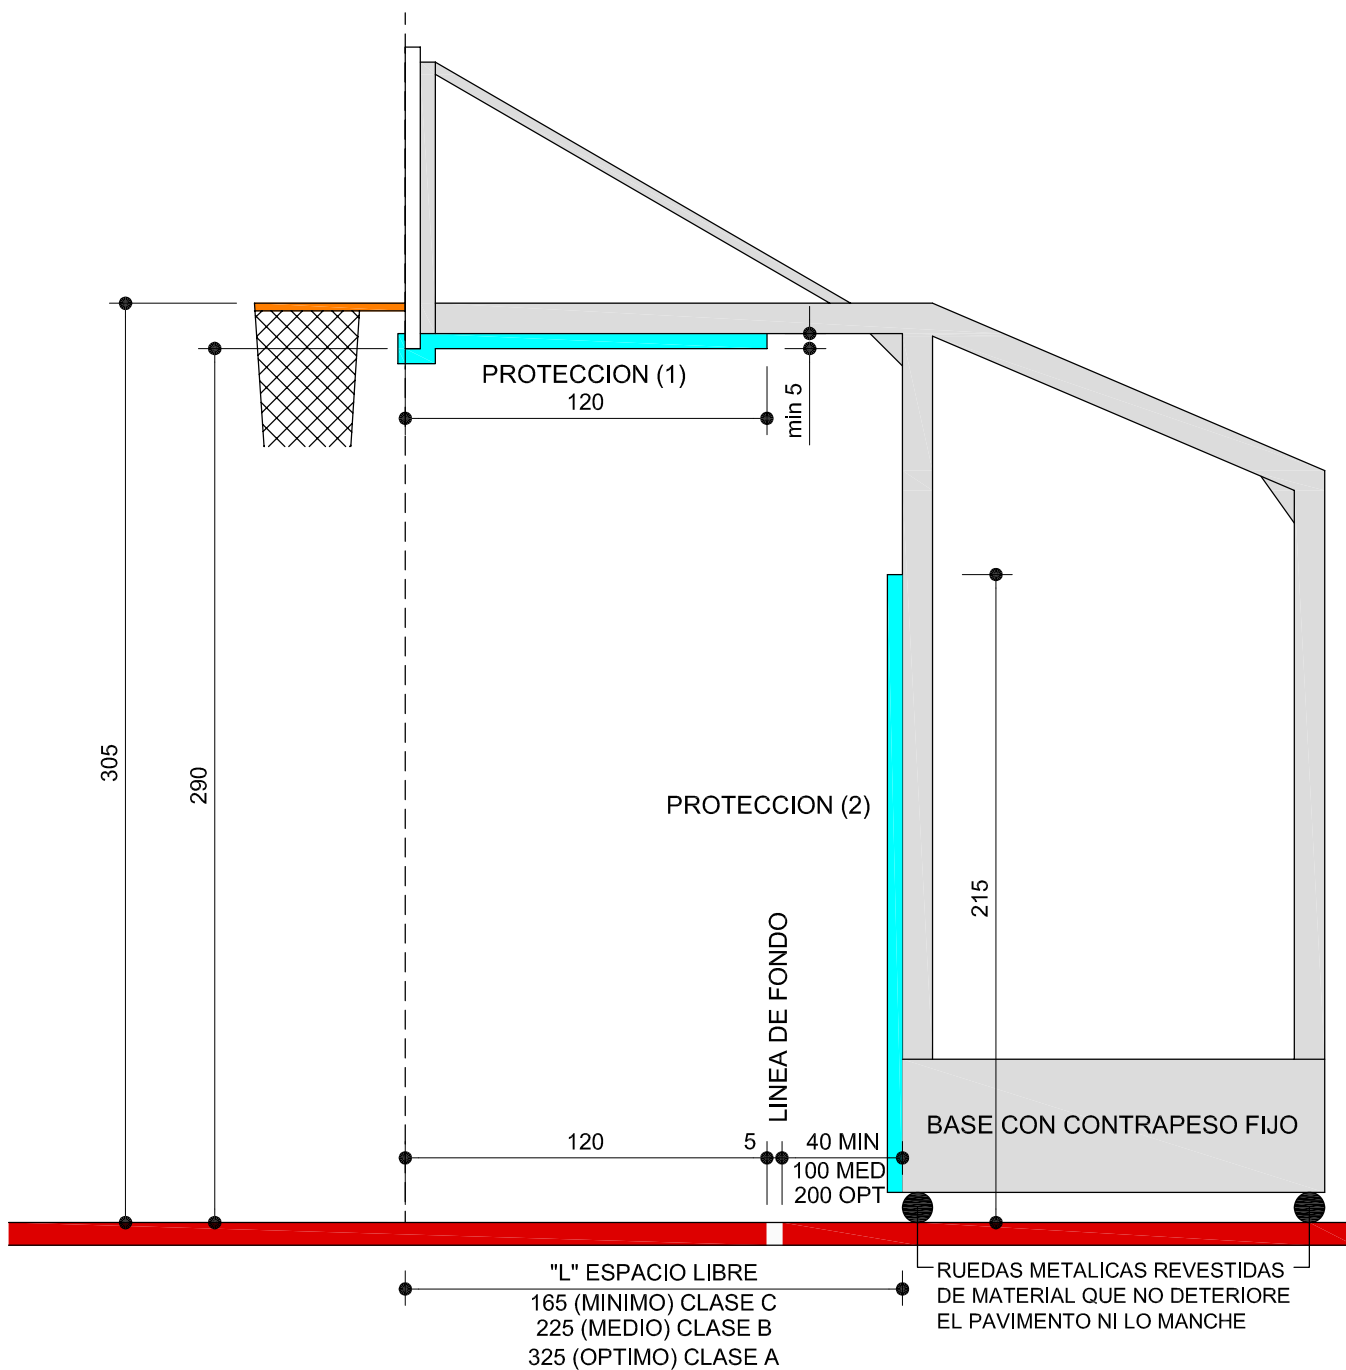 PROTECCION (1)
120
min 5
305
290
PROTECCION (2)
215
LINEA DE FONDO
BASE CON CONTRAPESO FIJO
120
5
40 MIN
100 MED
200 OPT
"L" ESPACIO LIBRE
165 (MINIMO) CLASE C
225 (MEDIO) CLASE B
325 (OPTIMO) CLASE A
RUEDAS METALICAS REVESTIDAS
DE MATERIAL QUE NO DETERIORE
EL PAVIMENTO NI LO MANCHE